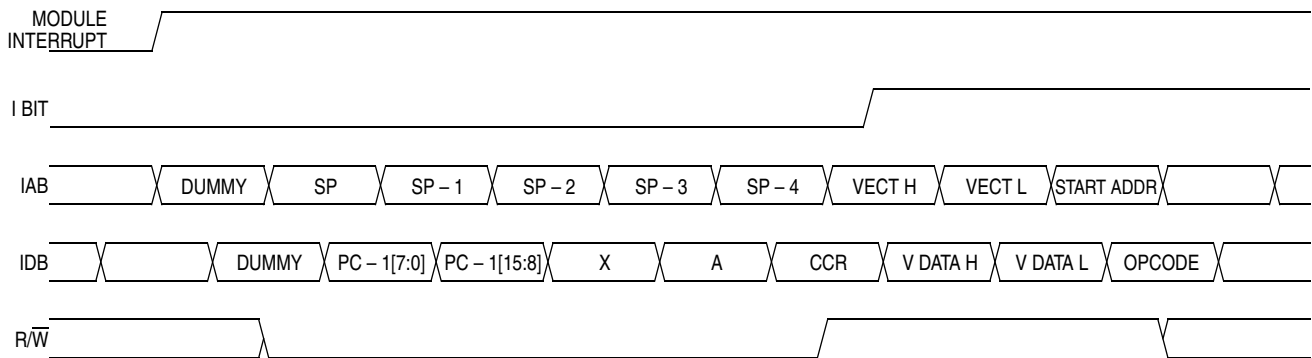 MODULE
INTERRUPT
I BIT
IAB DUMMY SP SP – 1 SP – 2 SP – 3 SP – 4 VECT H VECT L START ADDR
IDB DUMMY PC – 1[7:0] PC – 1[15:8] X A CCR V DATA H V DATA L OPCODE
R/W̅